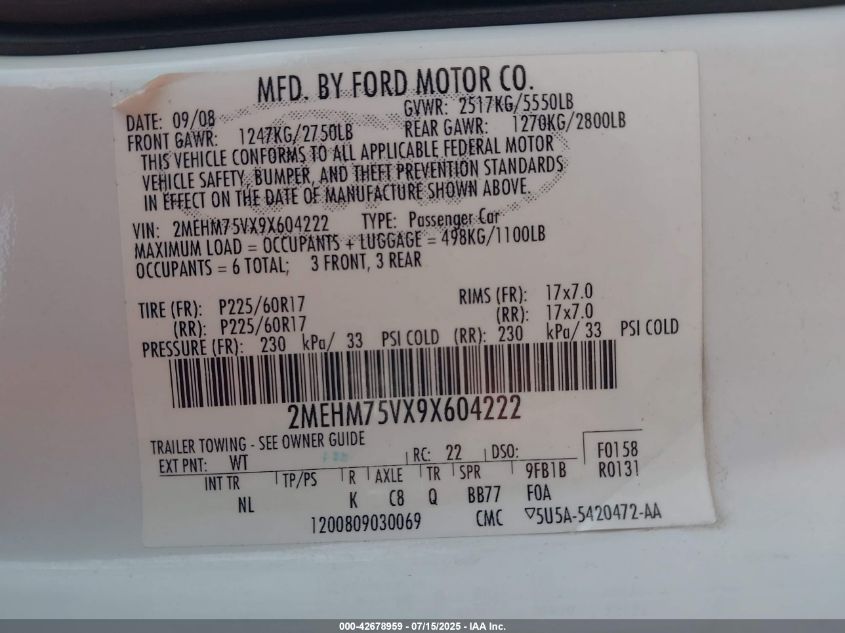 MFD. BY FORD MOTOR CO.
DATE: 09/08 GVWR: 2517KG/5550LB
FRONT GAWR: 1247KG/2750LB REAR GAWR: 1270KG/2800LB
THIS VEHICLE CONFORMS TO ALL APPLICABLE FEDERAL MOTOR
VEHICLE SAFETY, BUMPER, AND THEFT PREVENTION STANDARDS
IN EFFECT ON THE DATE OF MANUFACTURE SHOWN ABOVE.
VIN: 2MEHM75VX9X604222 TYPE: Passenger Car
MAXIMUM LOAD = OCCUPANTS + LUGGAGE = 498KG/1100LB
OCCUPANTS = 6 TOTAL; 3 FRONT, 3 REAR
TIRE (FR): P225/60R17 RIMS (FR): 17x7.0
(RR): P225/60R17 (RR): 17x7.0
PRESSURE (FR): 230 kPa/ 33 PSI COLD (RR): 230 kPa/ 33 PSI COLD
2MEHM75VX9X604222
TRAILER TOWING - SEE OWNER GUIDE
EXT PNT: WT RC: 22 DSO: F0158
INT TR TP/PS R AXLE TR SPR 9FB1B R0131
NL K C8 Q BB77 FOA
1200809030069 CMC ▽5U5A-5420472-AA
000-42678959 - 07/15/2025 - IAA Inc.